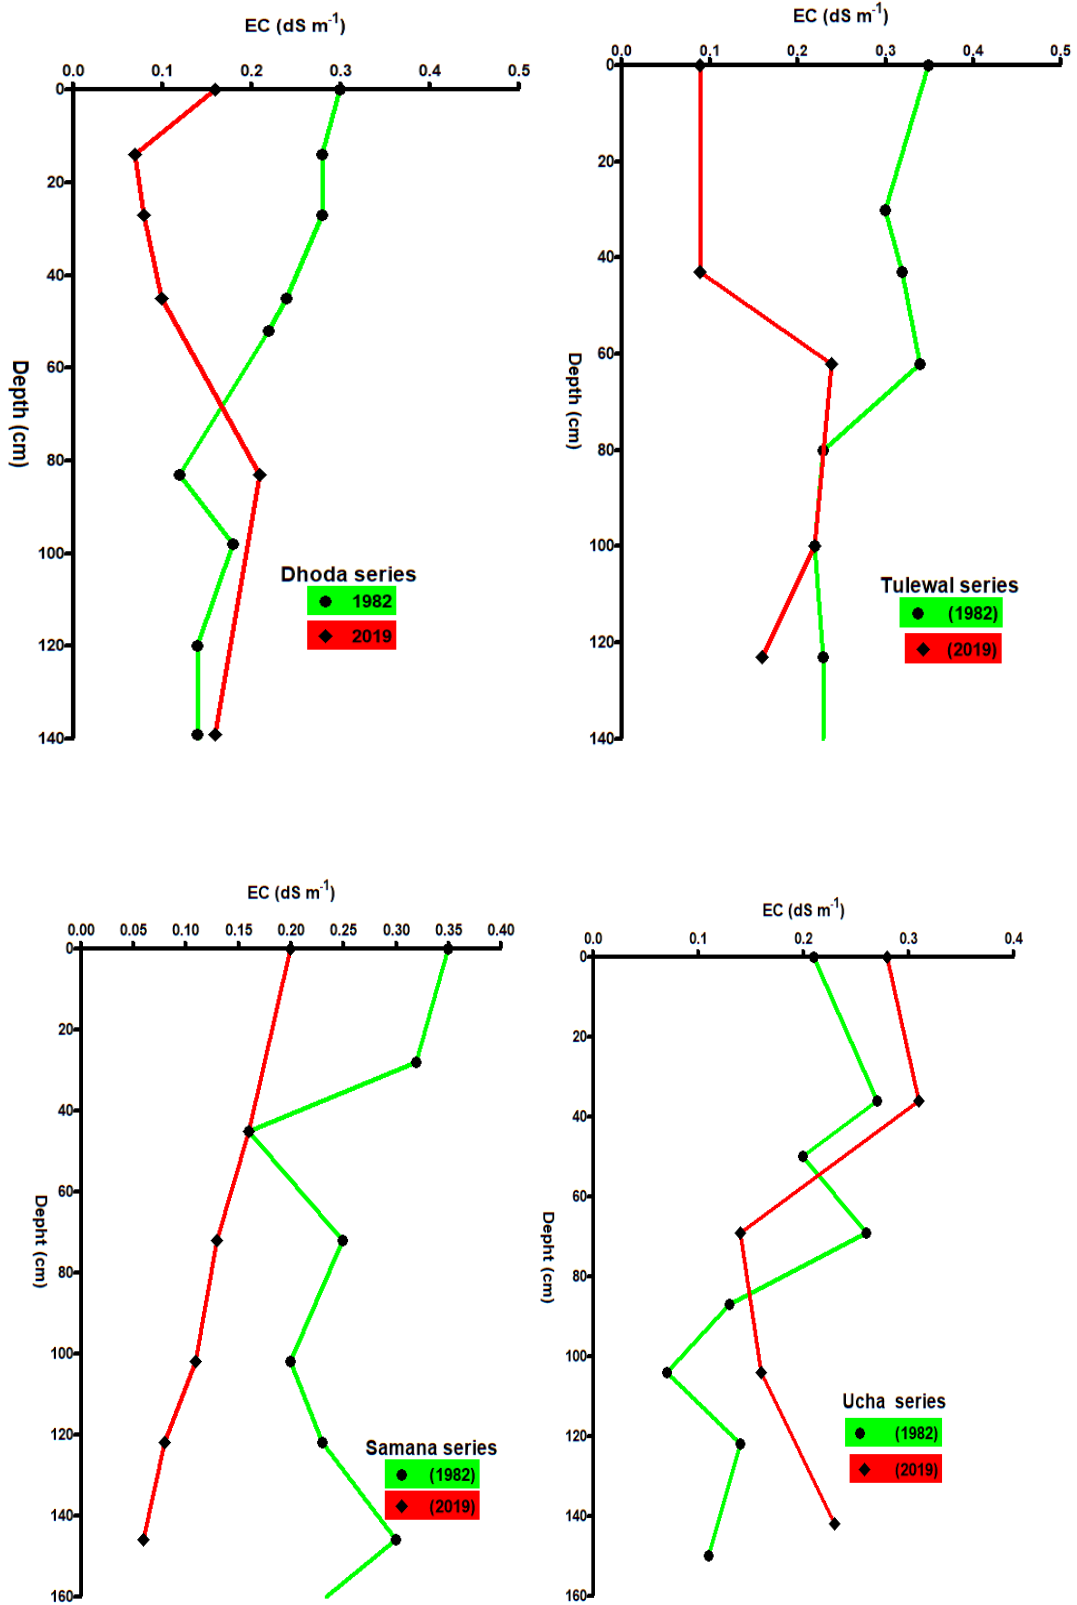 EC (dS m-1)
0.0 0.1 0.2 0.3 0.4 0.5
0
20
40
60
80
100
120
140
Depth (cm)
Dhoda series
1982
2019
EC (dS m-1)
0.0 0.1 0.2 0.3 0.4 0.5
0
20
40
60
80
100
120
140
Depth (cm)
Tulewal series
(1982)
(2019)
EC (dS m-1)
0.00 0.05 0.10 0.15 0.20 0.25 0.30 0.35 0.40
0
20
40
60
80
100
120
140
160
Depht (cm)
Samana series
(1982)
(2019)
EC (dS m-1)
0.0 0.1 0.2 0.3 0.4
0
20
40
60
80
100
120
140
160
Depht (cm)
Ucha series
(1982)
(2019)